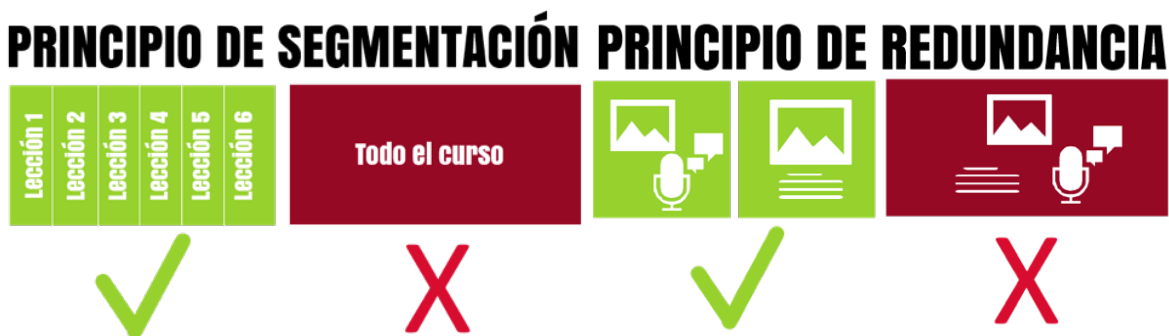 PRINCIPIO DE SEGMENTACIÓN
Lección 1
Lección 2
Lección 3
Lección 4
Lección 5
Lección 6
Todo el curso
PRINCIPIO DE REDUNDANCIA